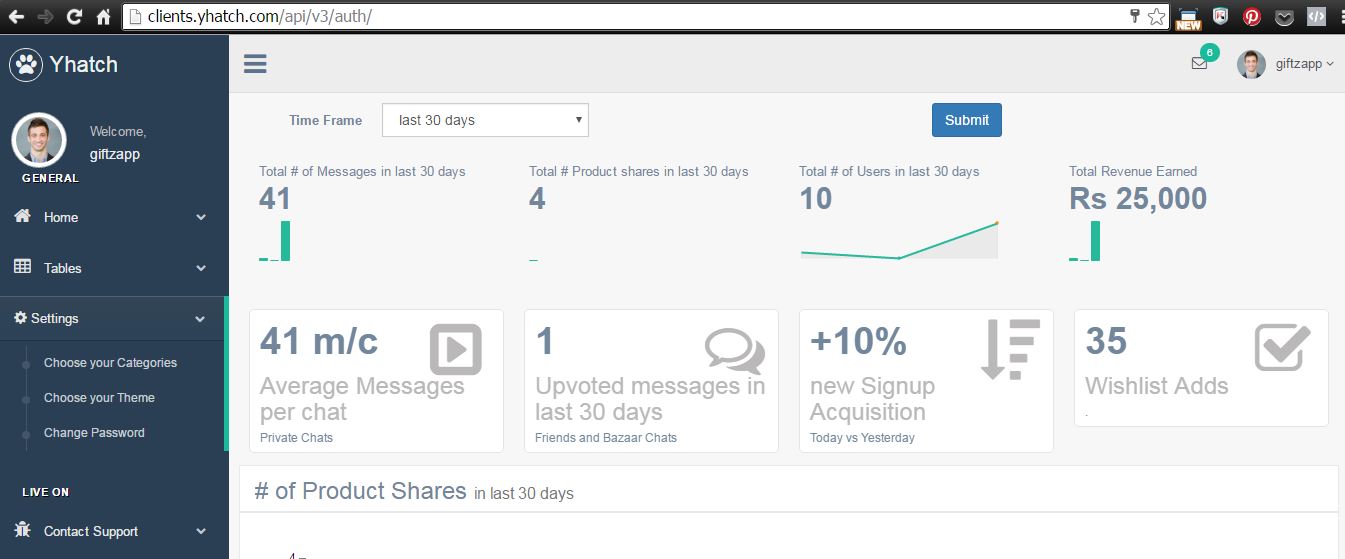 clients.yhatch.com/api/v3/auth/
NEW
Yhatch
6
giftzapp
Welcome,
giftzapp
GENERAL
Home
Tables
Settings
Choose your Categories
Choose your Theme
Change Password
LIVE ON
Contact Support
Time Frame
last 30 days
Submit
Total # of Messages in last 30 days
41
Total # Product shares in last 30 days
4
Total # of Users in last 30 days
10
Total Revenue Earned
Rs 25,000
41 m/c
Average Messages
per chat
Private Chats
1
Upvoted messages in
last 30 days
Friends and Bazaar Chats
+10%
new Signup
Acquisition
Today vs Yesterday
35
Wishlist Adds
.
# of Product Shares in last 30 days
4